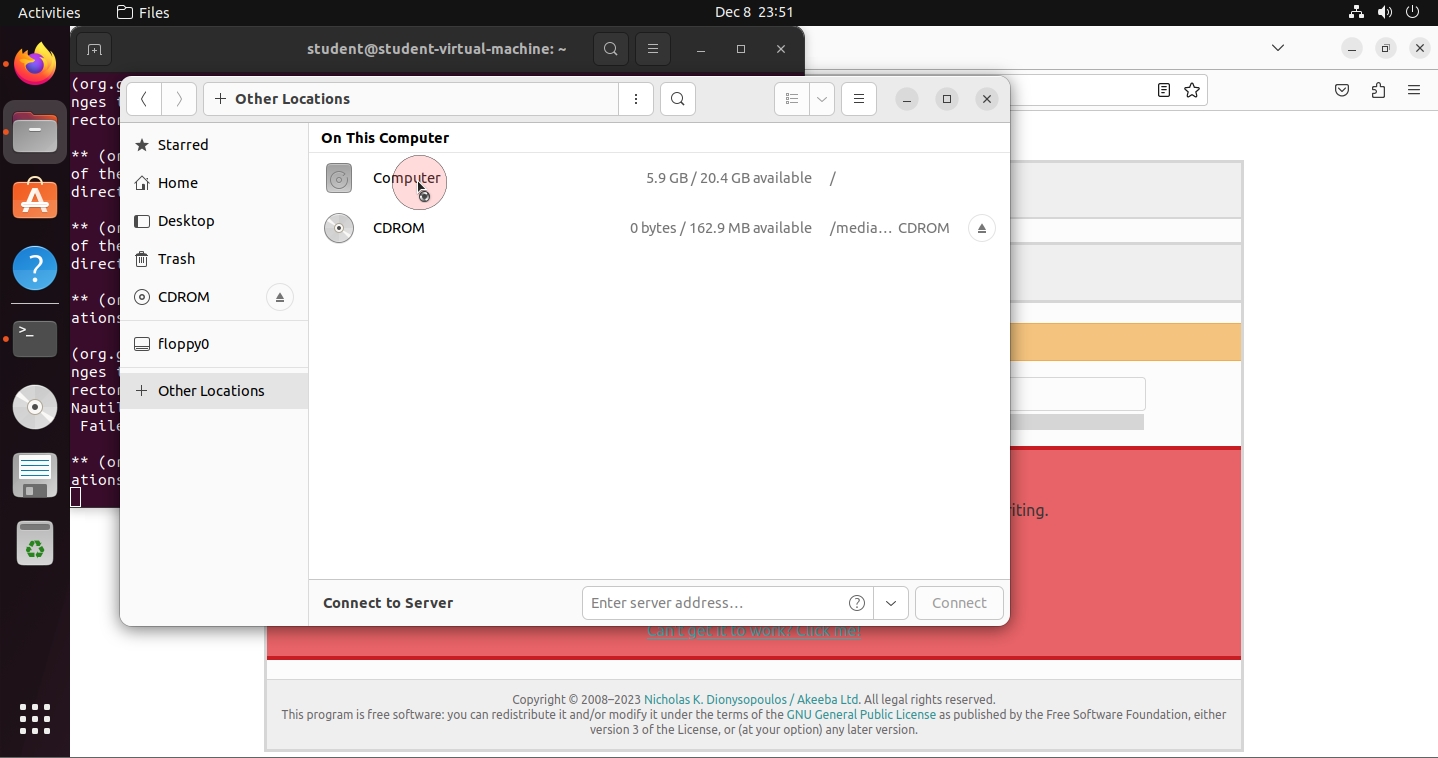 Activities Files Dec 8 23:51
student@student-virtual-machine: ~
(org.g
nges t
rector
** (or
of the
direct
** (or
of the
direct
** (or
ations
(org.g
nges t
rector
Nautil
Faile
** (or
ations
Other Locations
Starred
Home
Desktop
Trash
CDROM
floppy0
Other Locations
On This Computer
Computer 5.9 GB / 20.4 GB available /
CDROM 0 bytes / 162.9 MB available /media… CDROM
Connect to Server Enter server address… Connect
iting.
Can't get it to work? Click me!
Copyright © 2008–2023 Nicholas K. Dionysopoulos / Akeeba Ltd. All legal rights reserved.
This program is free software: you can redistribute it and/or modify it under the terms of the GNU General Public License as published by the Free Software Foundation, either
version 3 of the License, or (at your option) any later version.